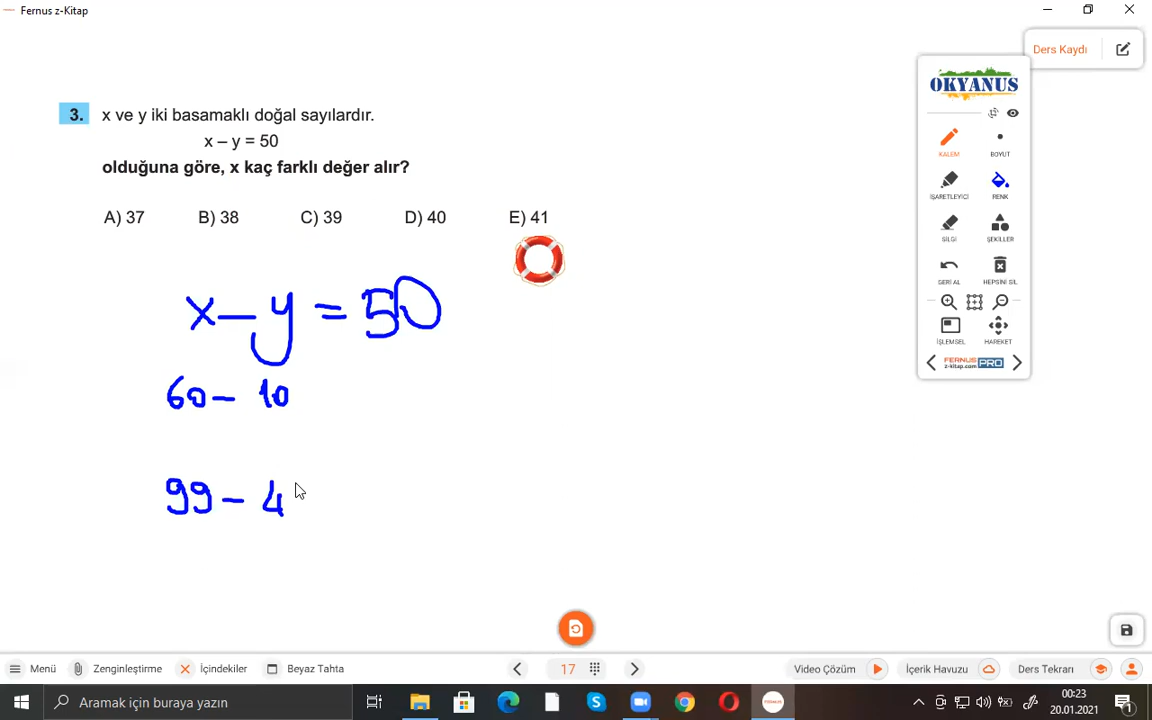 Fernus z-Kitap
Ders Kaydı
OKYANUS
3. x ve y iki basamaklı doğal sayılardır.
x – y = 50
olduğuna göre, x kaç farklı değer alır?
A) 37 B) 38 C) 39 D) 40 E) 41
KALEM BOYUT
İŞARETLEYİCİ RENK
SİLGİ ŞEKİLLER
GERİ AL HEPSİNİ SİL
İŞLEMSEL HAREKET
FERNUS z-kitap PRO
x – y = 50
60 – 10
99 – 4
Menü Zenginleştirme İçindekiler Beyaz Tahta 17 Video Çözüm İçerik Havuzu Ders Tekrarı
Aramak için buraya yazın
00:23
20.01.2021
1